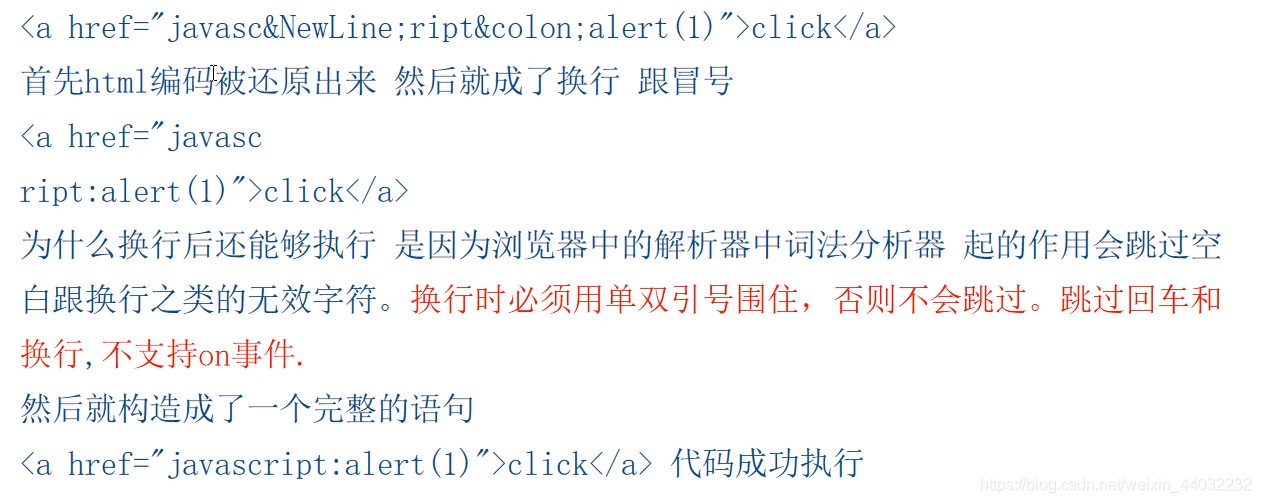 <a href="javasc&NewLine;ript&colon;alert(1)">click</a>
首先html编码被还原出来 然后就成了换行 跟冒号
<a href="javasc
ript:alert(1)">click</a>
为什么换行后还能够执行 是因为浏览器中的解析器中词法分析器 起的作用会跳过空
白跟换行之类的无效字符。换行时必须用单双引号围住，否则不会跳过。跳过回车和
换行,不支持on事件.
然后就构造成了一个完整的语句
<a href="javascript:alert(1)">click</a> 代码成功执行
https://blog.csdn.net/weixin_44032232